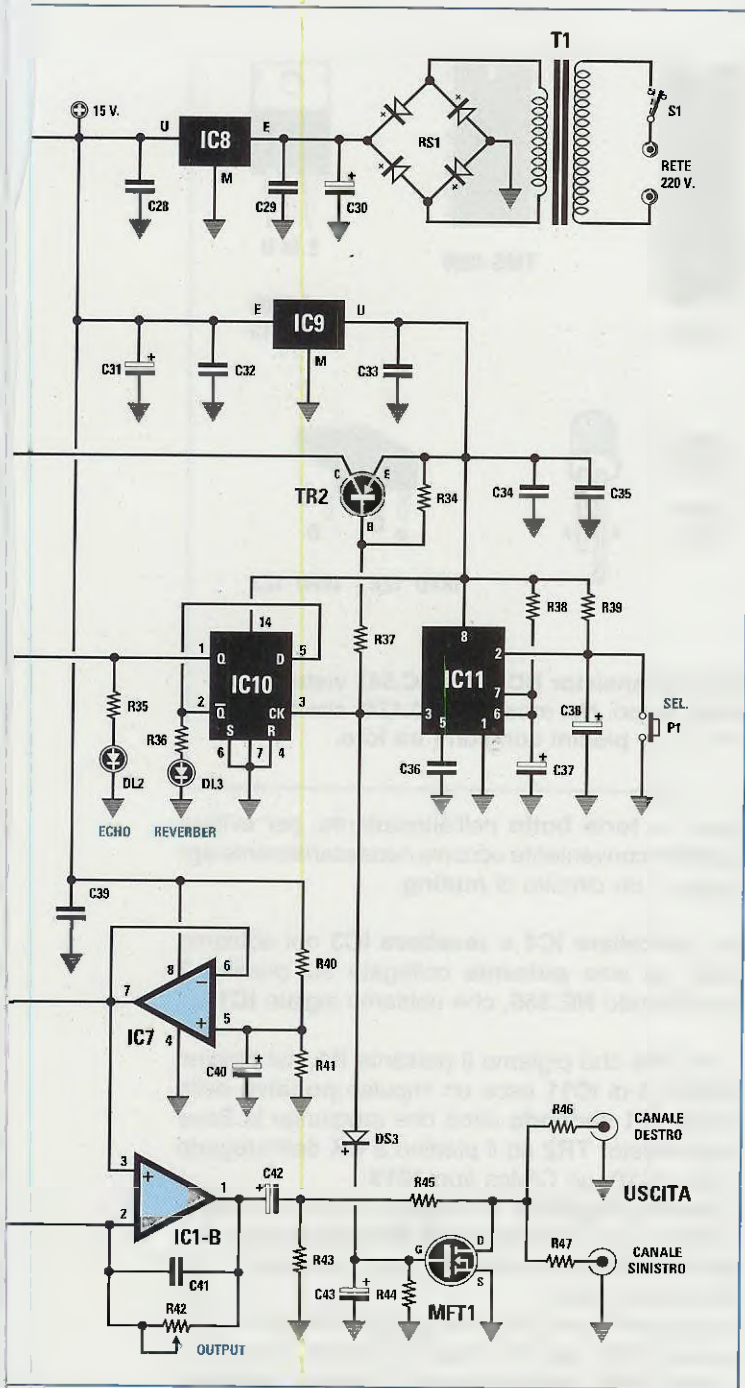 T1
15 V.
U
IC8
E
M
C28
C29
C30
RS1
S1
RETE
220 V.
E
IC9
U
M
C31
C32
C33
C
E
TR2
B
R34
C34
C35
R37
R38
R39
14
1
Q
D
5
IC10
2
Q
CK
3
S
R
6
7
4
R35
R36
DL2
DL3
ECHO
REVERBER
8
2
IC11
7
6
3
5
1
C36
C37
C38
SEL.
P1
C39
8
6
7
5
4
IC7
R40
R41
C40
DS3
R46
CANALE
DESTRO
USCITA
3
2
1
IC1-B
C42
R45
R43
C43
R44
G
D
S
MFT1
R47
CANALE
SINISTRO
C41
R42
OUTPUT